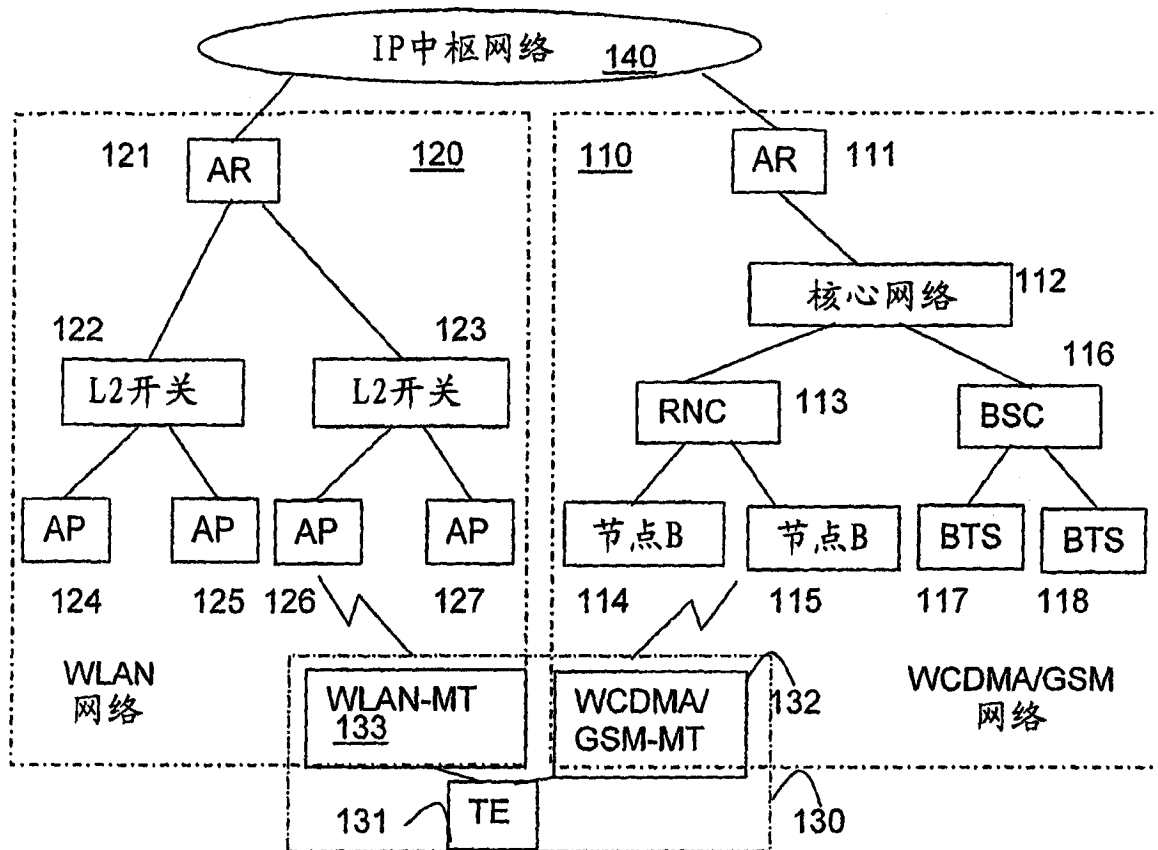 IP中枢网络 140
121 AR 120
110 AR 111
核心网络 112
122 123
116
L2开关 L2开关
RNC 113 BSC
AP AP AP AP
节点B 节点B BTS BTS
124 125 126 127
114 115 117 118
WLAN
网络
WCDMA/GSM
网络
WLAN-MT
133
WCDMA/
GSM-MT
132
131 TE 130